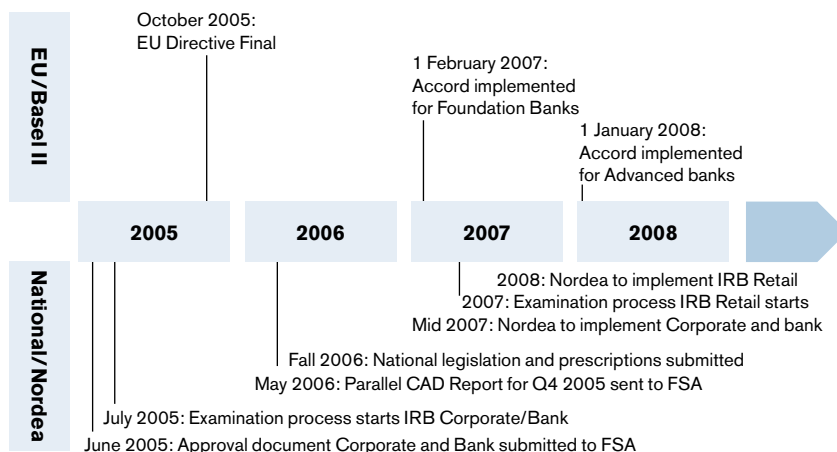 EU/Basel II
October 2005:
EU Directive Final
1 February 2007:
Accord implemented
for Foundation Banks
1 January 2008:
Accord implemented
for Advanced banks
2005
2006
2007
2008
National/Nordea
2008: Nordea to implement IRB Retail
2007: Examination process IRB Retail starts
Mid 2007: Nordea to implement Corporate and bank
Fall 2006: National legislation and prescriptions submitted
May 2006: Parallel CAD Report for Q4 2005 sent to FSA
July 2005: Examination process starts IRB Corporate/Bank
June 2005: Approval document Corporate and Bank submitted to FSA